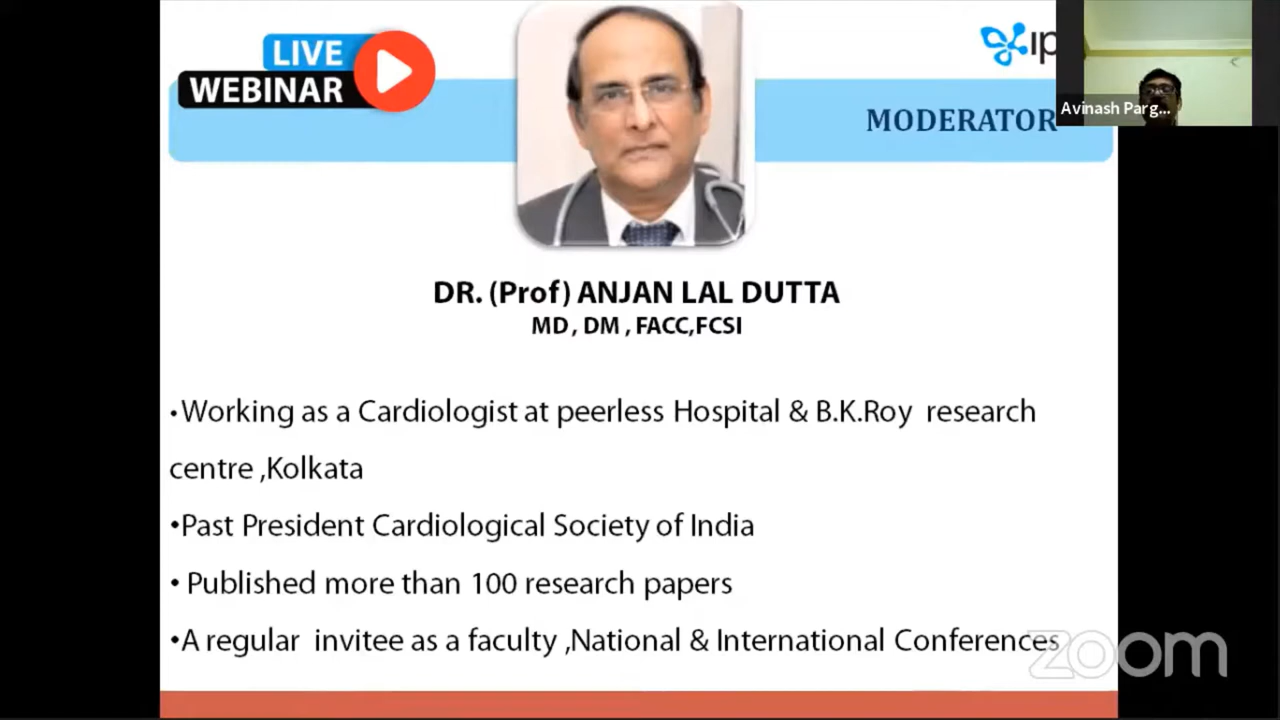 LIVE
WEBINAR
MODERATOR
Avinash Parg...
DR. (Prof) ANJAN LAL DUTTA
MD, DM, FACC,FCSI
•Working as a Cardiologist at peerless Hospital & B.K.Roy research
centre ,Kolkata
•Past President Cardiological Society of India
• Published more than 100 research papers
•A regular invitee as a faculty ,National & International Conferences
zoom